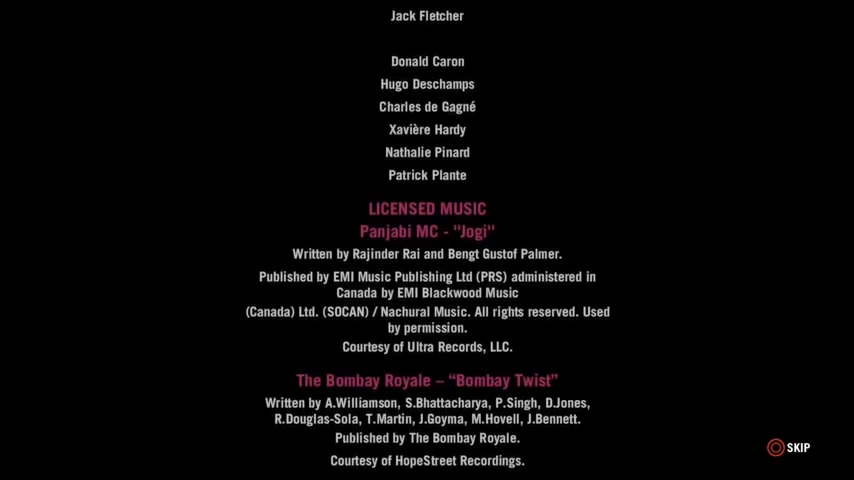 Jack Fletcher
Donald Caron
Hugo Deschamps
Charles de Gagné
Xavière Hardy
Nathalie Pinard
Patrick Plante
LICENSED MUSIC
Panjabi MC - "Jogi"
Written by Rajinder Rai and Bengt Gustof Palmer.
Published by EMI Music Publishing Ltd (PRS) administered in
Canada by EMI Blackwood Music
(Canada) Ltd. (SOCAN) / Nachural Music. All rights reserved. Used
by permission.
Courtesy of Ultra Records, LLC.
The Bombay Royale – “Bombay Twist”
Written by A.Williamson, S.Bhattacharya, P.Singh, D.Jones,
R.Douglas-Sola, T.Martin, J.Goyma, M.Hovell, J.Bennett.
Published by The Bombay Royale.
Courtesy of HopeStreet Recordings.
SKIP